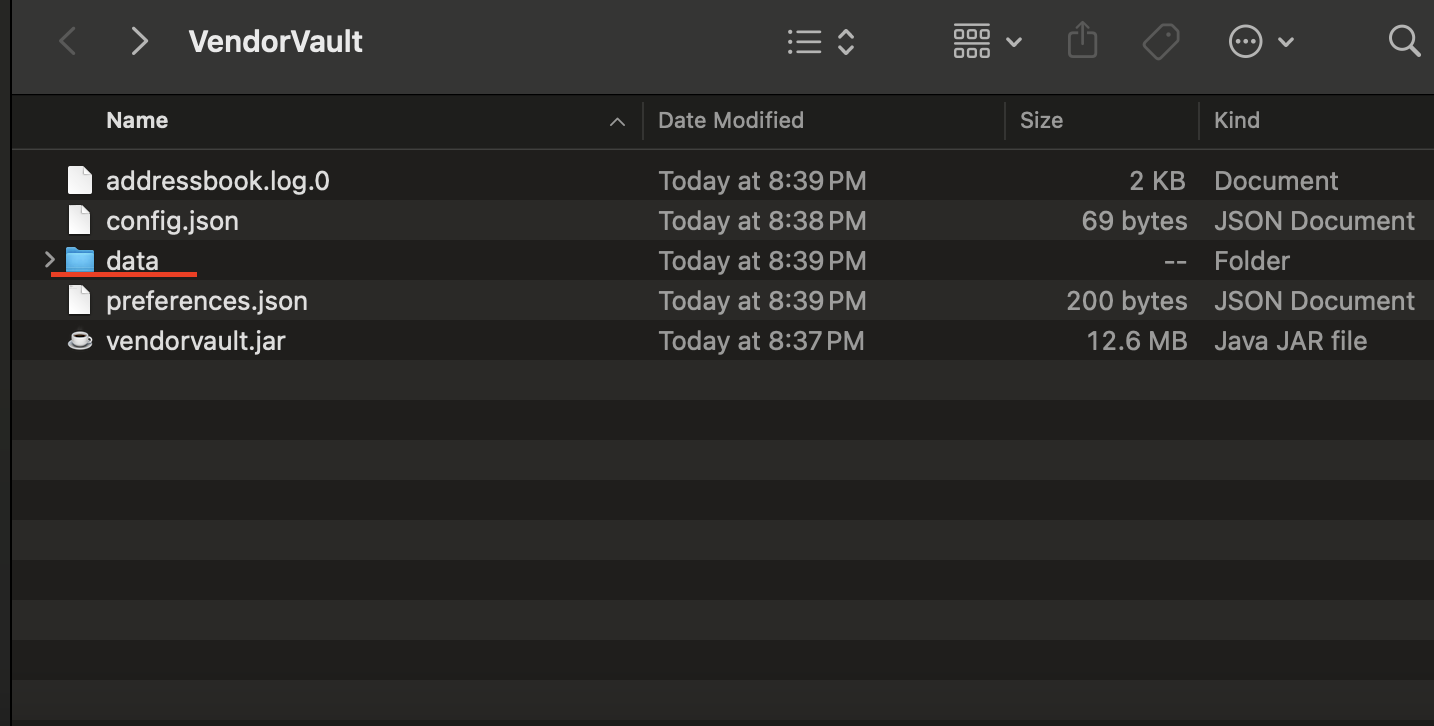 VendorVault
Name Date Modified Size Kind
addressbook.log.0 Today at 8:39 PM 2 KB Document
config.json Today at 8:38 PM 69 bytes JSON Document
data Today at 8:39 PM -- Folder
preferences.json Today at 8:39 PM 200 bytes JSON Document
vendorvault.jar Today at 8:37 PM 12.6 MB Java JAR file